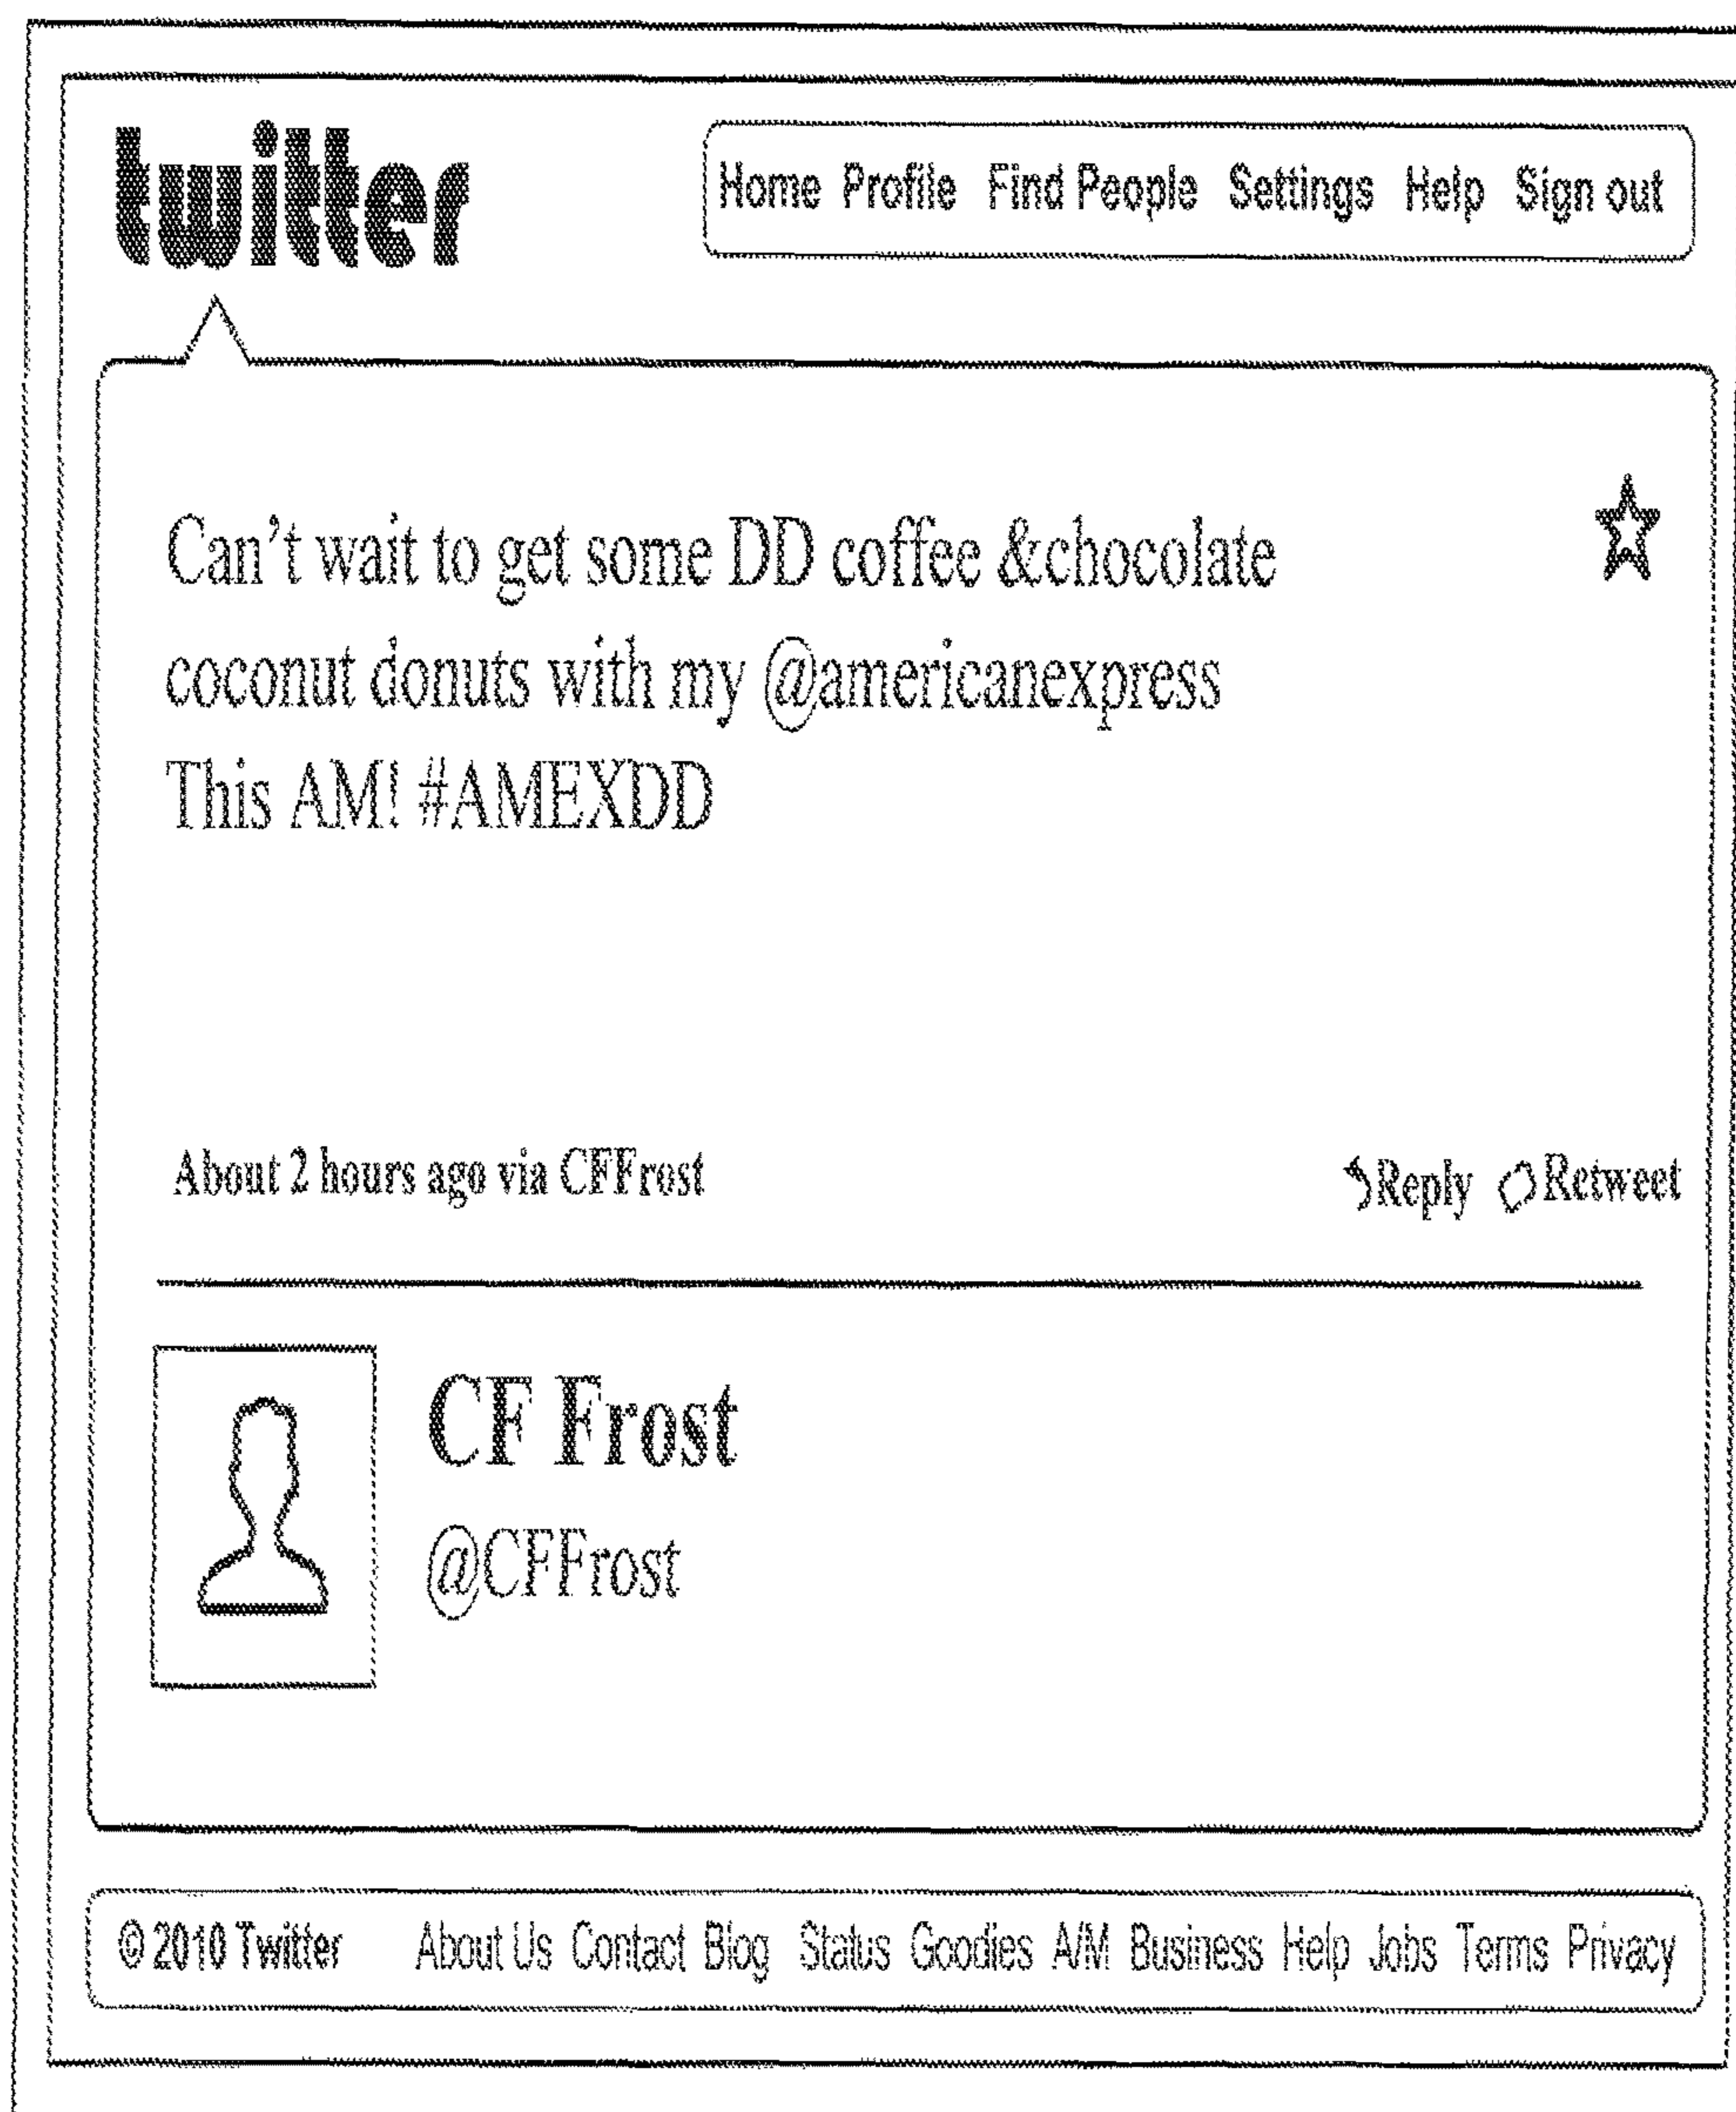 twitter
Home Profile Find People Settings Help Sign out
Can't wait to get some DD coffee &chocolate
coconut donuts with my @americanexpress
This AM! #AMEXDD
About 2 hours ago via CFFrost
Reply Retweet
CF Frost
@CFFrost
© 2010 Twitter About Us Contact Blog Status Goodies A/M Business Help Jobs Terms Privacy